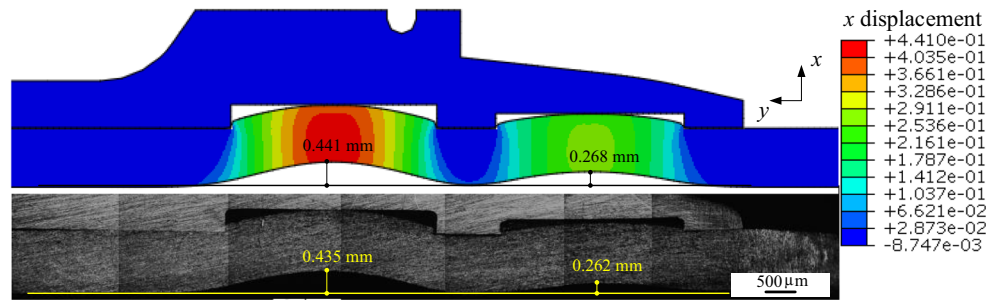 x displacement
+4.410e-01
+4.035e-01
+3.661e-01
+3.286e-01
+2.911e-01
+2.536e-01
+2.161e-01
+1.787e-01
+1.412e-01
+1.037e-01
+6.621e-02
+2.873e-02
-8.747e-03
x
y
0.441 mm
0.268 mm
0.435 mm
0.262 mm
500 µm